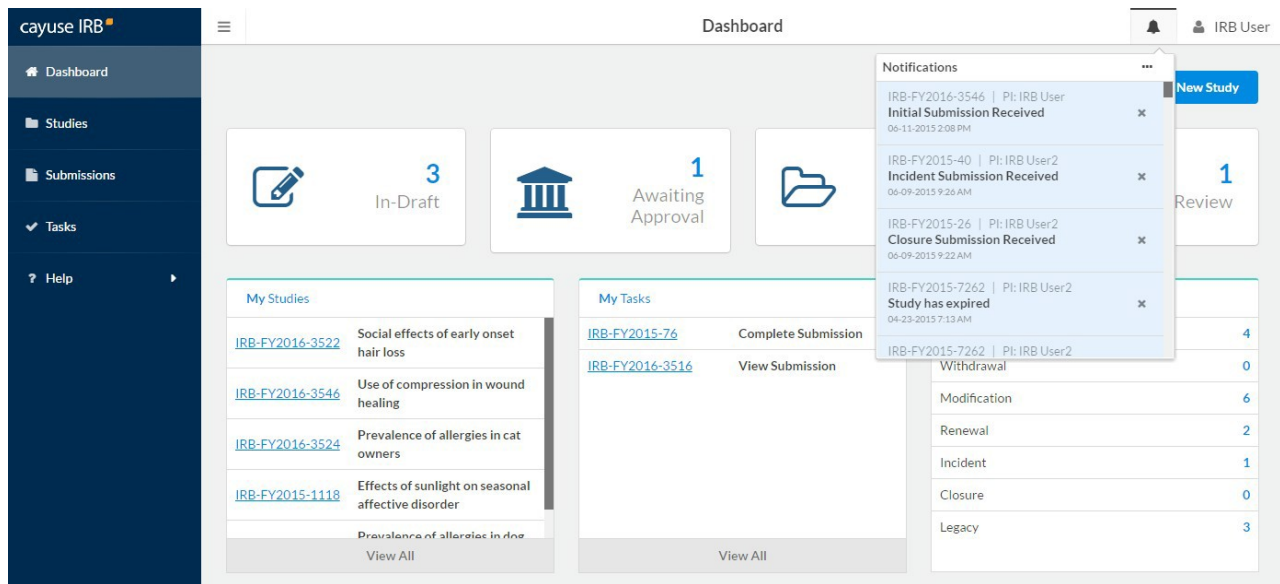 cayuse IRB
Dashboard
IRB User
Dashboard
Studies
Submissions
Tasks
? Help
New Study
Notifications
IRB-FY2016-3546 | PI: IRB User
Initial Submission Received
06-11-2015 2:08 PM
IRB-FY2015-40 | PI: IRB User2
Incident Submission Received
06-09-2015 9:26 AM
IRB-FY2015-26 | PI: IRB User2
Closure Submission Received
06-09-2015 9:22 AM
IRB-FY2015-7262 | PI: IRB User2
Study has expired
04-23-2015 7:13 AM
IRB-FY2015-7262 | PI: IRB User2
3
In-Draft
1
Awaiting
Approval
1
Review
My Studies
IRB-FY2016-3522
Social effects of early onset
hair loss
IRB-FY2016-3546
Use of compression in wound
healing
IRB-FY2016-3524
Prevalence of allergies in cat
owners
IRB-FY2015-1118
Effects of sunlight on seasonal
affective disorder
Prevalence of allergies in dog
View All
My Tasks
IRB-FY2015-76 Complete Submission
IRB-FY2016-3516 View Submission
View All
4
Withdrawal 0
Modification 6
Renewal 2
Incident 1
Closure 0
Legacy 3